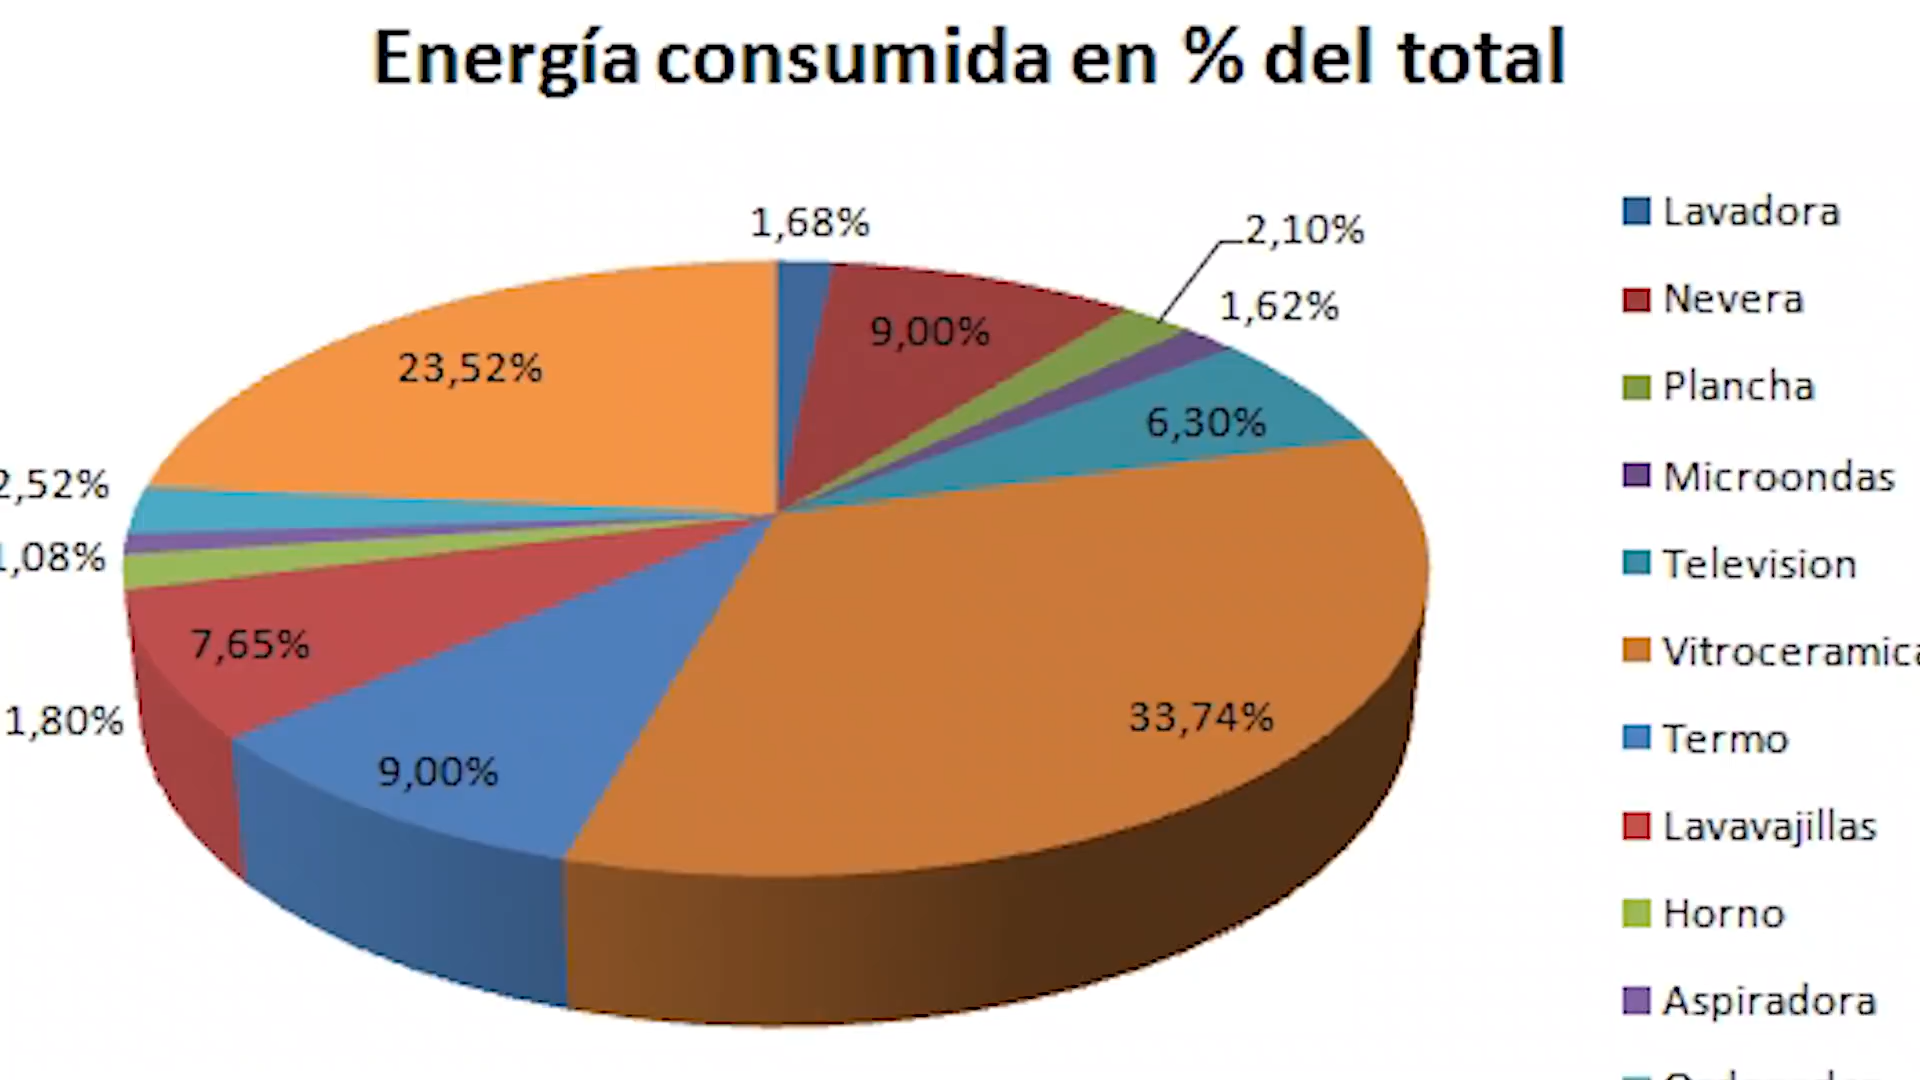 Energía consumida en % del total
1,68%
2,10%
1,62%
9,00%
23,52%
6,30%
2,52%
1,08%
7,65%
1,80%
9,00%
33,74%
Lavadora
Nevera
Plancha
Microondas
Television
Vitroceramica
Termo
Lavavajillas
Horno
Aspiradora